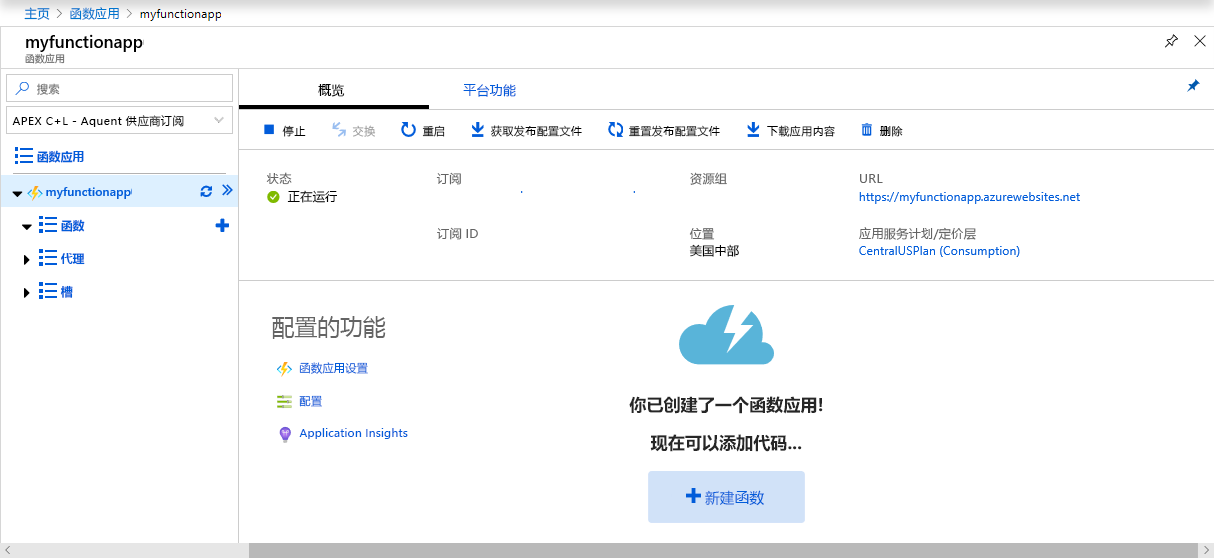 主页 > 函数应用 > myfunctionapp
myfunctionapp
函数应用
搜索
APEX C+L - Aquent 供应商订阅
函数应用
myfunctionapp
函数
代理
槽
概览 平台功能
停止 交换 重启 获取发布配置文件 重置发布配置文件 下载应用内容 删除
状态 订阅 资源组 URL
正在运行 https://myfunctionapp.azurewebsites.net
订阅 ID 位置 应用服务计划/定价层
美国中部 CentralUSPlan (Consumption)
配置的功能
函数应用设置
配置
Application Insights
你已创建了一个函数应用!
现在可以添加代码...
新建函数